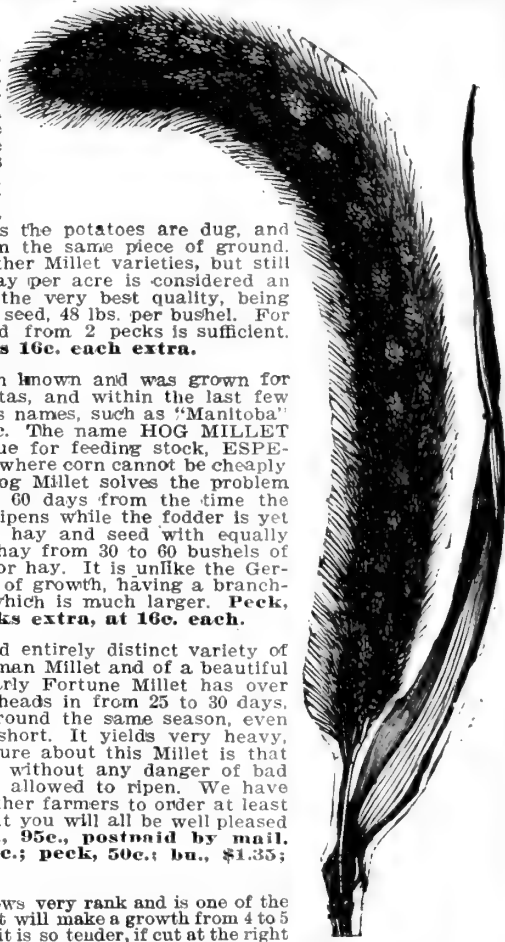 s the potatoes are dug, and
n the same piece of ground.
her Millet varieties, but still
ay per acre is considered an
the very best quality, being
seed, 48 lbs. per bushel. For
d from 2 pecks is sufficient.
s 16c. each extra.
n known and was grown for
tas, and within the last few
s names, such as "Manitoba"
c. The name HOG MILLET
ue for feeding stock, ESPE-
where corn cannot be cheaply
og Millet solves the problem
60 days from the time the
ipens while the fodder is yet
hay and seed with equally
hay from 30 to 60 bushels of
or hay. It is unlike the Ger-
of growth, having a branch-
hich is much larger. Peck,
ks extra, at 16c. each.
d entirely distinct variety of
man Millet and of a beautiful
rly Fortune Millet has over
heads in from 25 to 30 days,
round the same season, even
short. It yields very heavy,
ure about this Millet is that
without any danger of bad
allowed to ripen. We have
her farmers to order at least
t you will all be well pleased
., 95c., postpaid by mail.
c.; peck, 50c.; bu., $1.35;
ws very rank and is one of the
t will make a growth from 4 to 5
it is so tender, if cut at the right